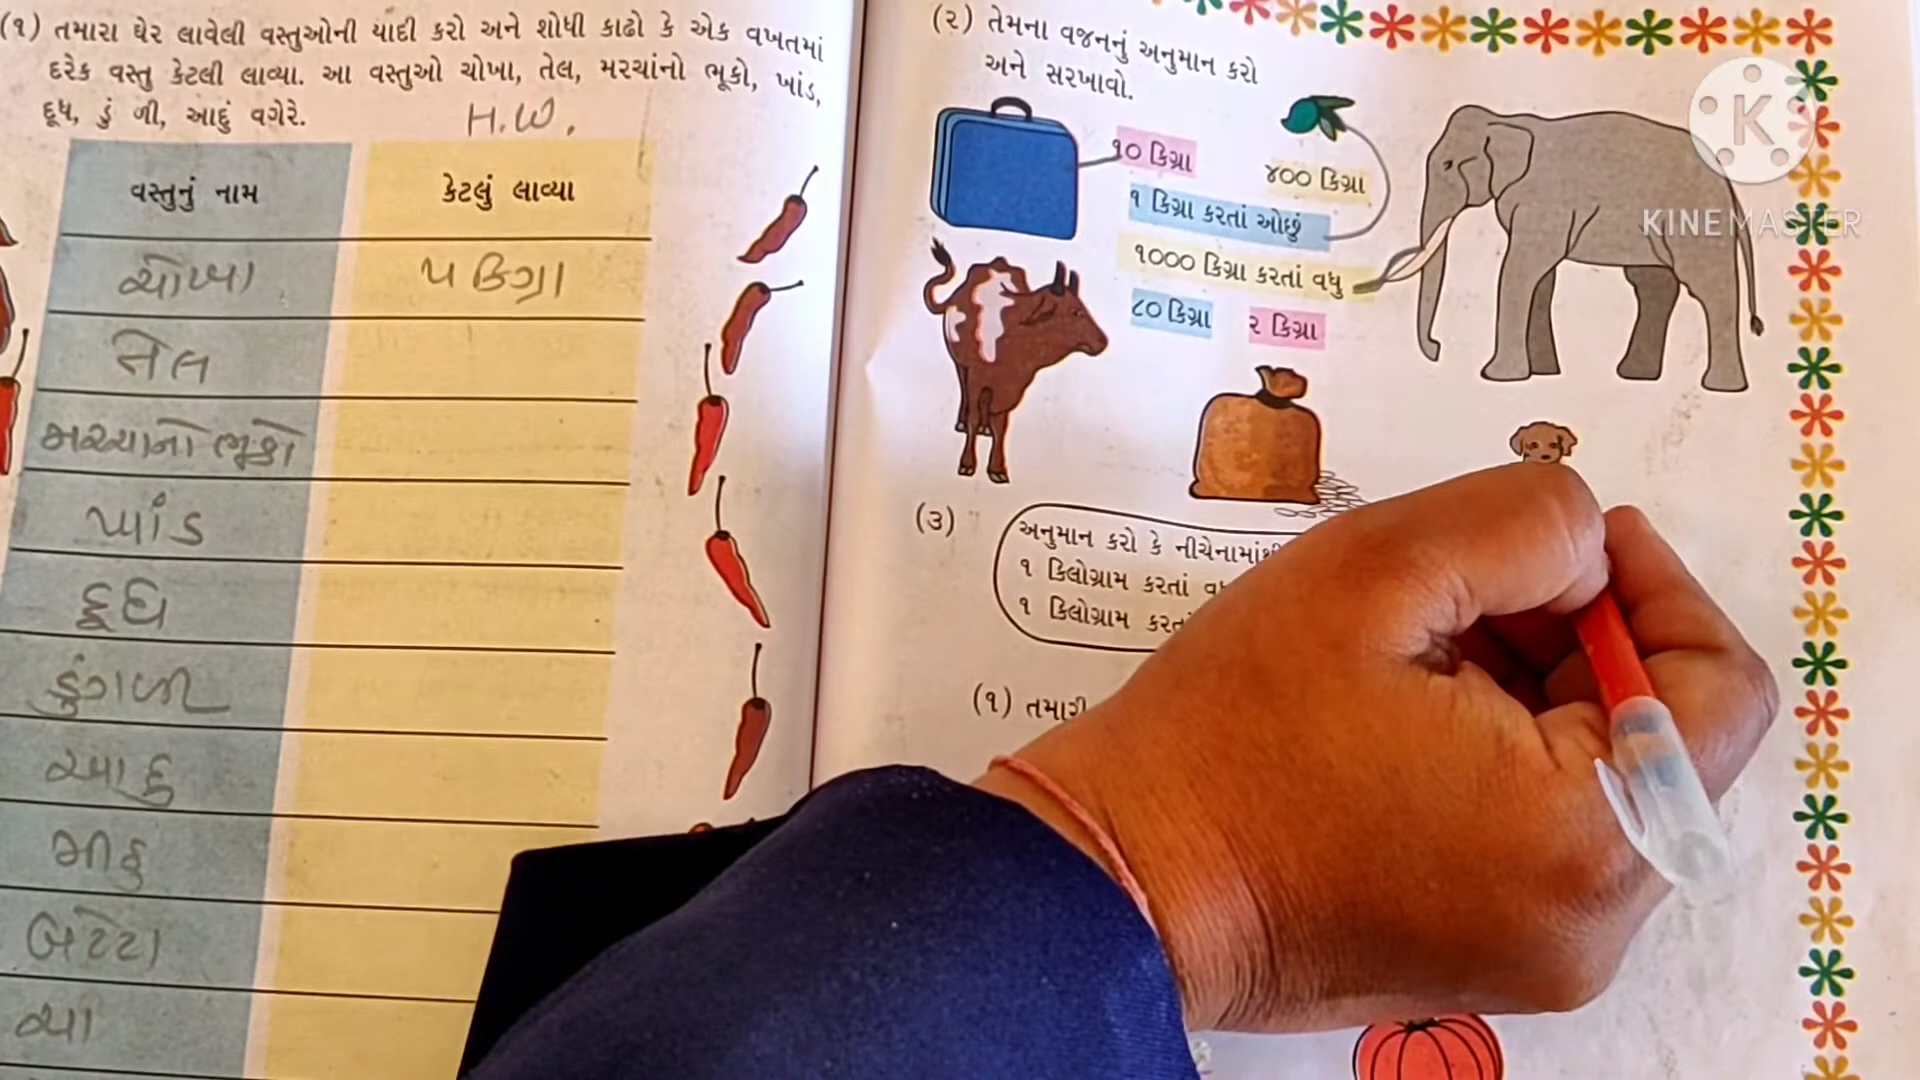 (૧) તમારા ઘેર લાવેલી વસ્તુઓની યાદી કરો અને શોધી કાઢો કે એક વખતમાં
દરેક વસ્તુ કેટલી લાવ્યા. આ વસ્તુઓ ચોખા, તેલ, મરચાંનો ભૂકો, ખાંડ,
દૂધ, ડું ળી, આદું વગેરે.
H.W.
વસ્તુનું નામ
કેટલું લાવ્યા
ચોખા
૫ કિગ્રા
તેલ
મરચાનો ભૂકો
ખાંડ
દૂધ
ડુંગળી
આદુ
મીઠુ
બટેટા
ચા
(૨) તેમના વજનનું અનુમાન કરો
અને સરખાવો.
૧૦ કિગ્રા
૪૦૦ કિગ્રા
૧ કિગ્રા કરતાં ઓછું
૧૦૦૦ કિગ્રા કરતાં વધુ
૮૦ કિગ્રા
૨ કિગ્રા
(૩)
અનુમાન કરો કે નીચેનામાંથી
૧ કિલોગ્રામ કરતાં
૧ કિલોગ્રામ
(૧) તમારી
K
KINEMASTER